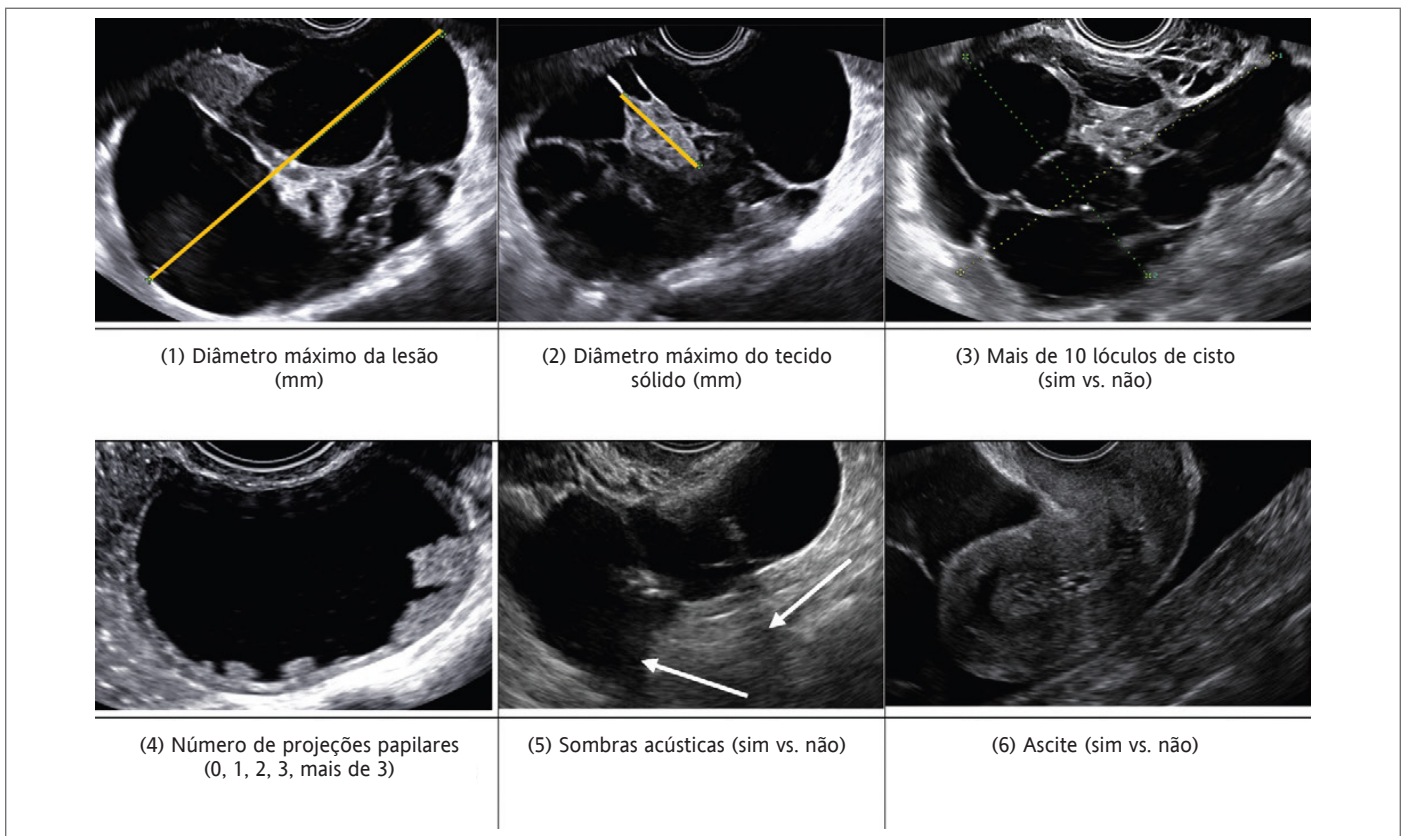 (1) Diâmetro máximo da lesão
(mm)
(2) Diâmetro máximo do tecido
sólido (mm)
(3) Mais de 10 lóculos de cisto
(sim vs. não)
(4) Número de projeções papilares
(0, 1, 2, 3, mais de 3)
(5) Sombras acústicas (sim vs. não)
(6) Ascite (sim vs. não)